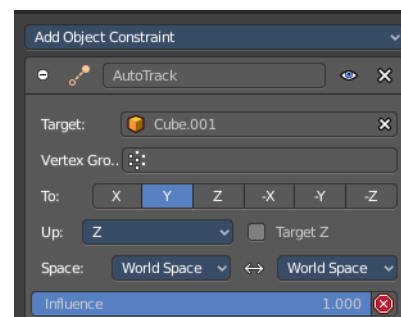 Add Object Constraint
AutoTrack
Target: Cube.001
Vertex Gro..
To: X Y Z -X -Y -Z
Up: Z Target Z
Space: World Space World Space
Influence 1.000